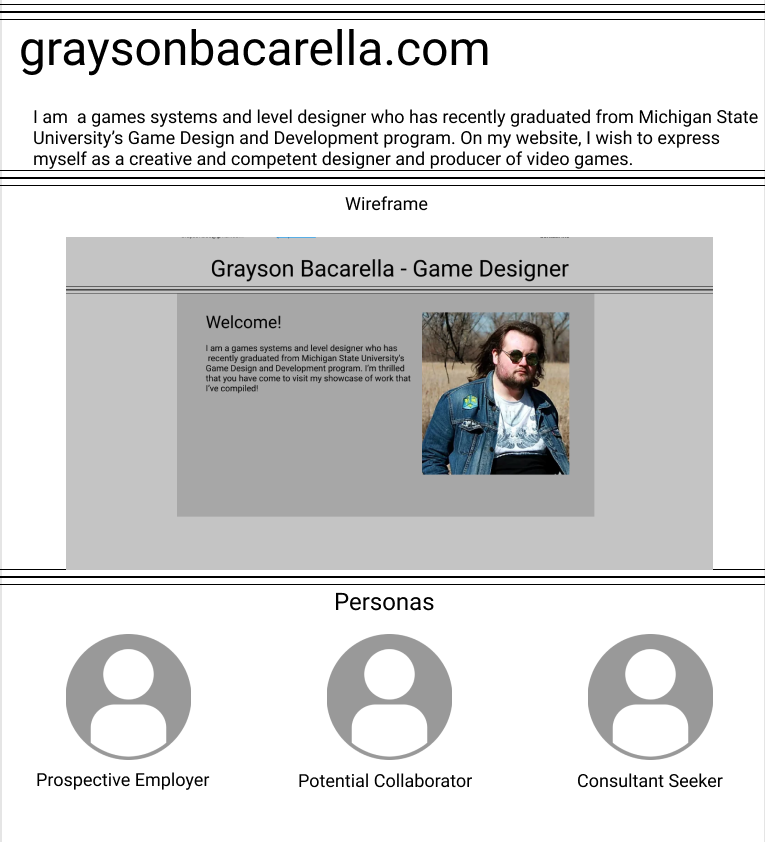 graysonbacarella.com
I am  a games systems and level designer who has recently graduated from Michigan State
University's Game Design and Development program. On my website, I wish to express
myself as a creative and competent designer and producer of video games.
Wireframe
Grayson Bacarella - Game Designer
Welcome!
I am a games systems and level designer who has
recently graduated from Michigan State University's
Game Design and Development program. I'm thrilled
that you have come to visit my showcase of work that
I've compiled!
Personas
Prospective Employer
Potential Collaborator
Consultant Seeker